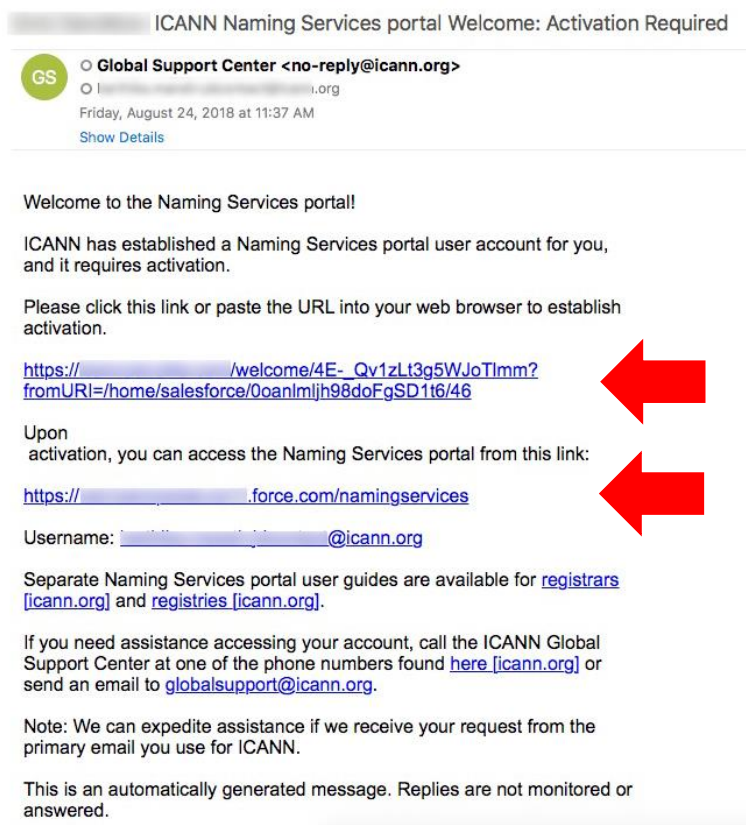 ICANN Naming Services portal Welcome: Activation Required
GS
Global Support Center <no-reply@icann.org>
.org
Friday, August 24, 2018 at 11:37 AM
Show Details
Welcome to the Naming Services portal!
ICANN has established a Naming Services portal user account for you,
and it requires activation.
Please click this link or paste the URL into your web browser to establish
activation.
https:// /welcome/4E-_Qv1zLt3g5WJoTlmm?
fromURI=/home/salesforce/0oanlmljh98doFgSD1t6/46
Upon
activation, you can access the Naming Services portal from this link:
https:// .force.com/namingservices
Username: @icann.org
Separate Naming Services portal user guides are available for registrars
[icann.org] and registries [icann.org].
If you need assistance accessing your account, call the ICANN Global
Support Center at one of the phone numbers found here [icann.org] or
send an email to globalsupport@icann.org.
Note: We can expedite assistance if we receive your request from the
primary email you use for ICANN.
This is an automatically generated message. Replies are not monitored or
answered.